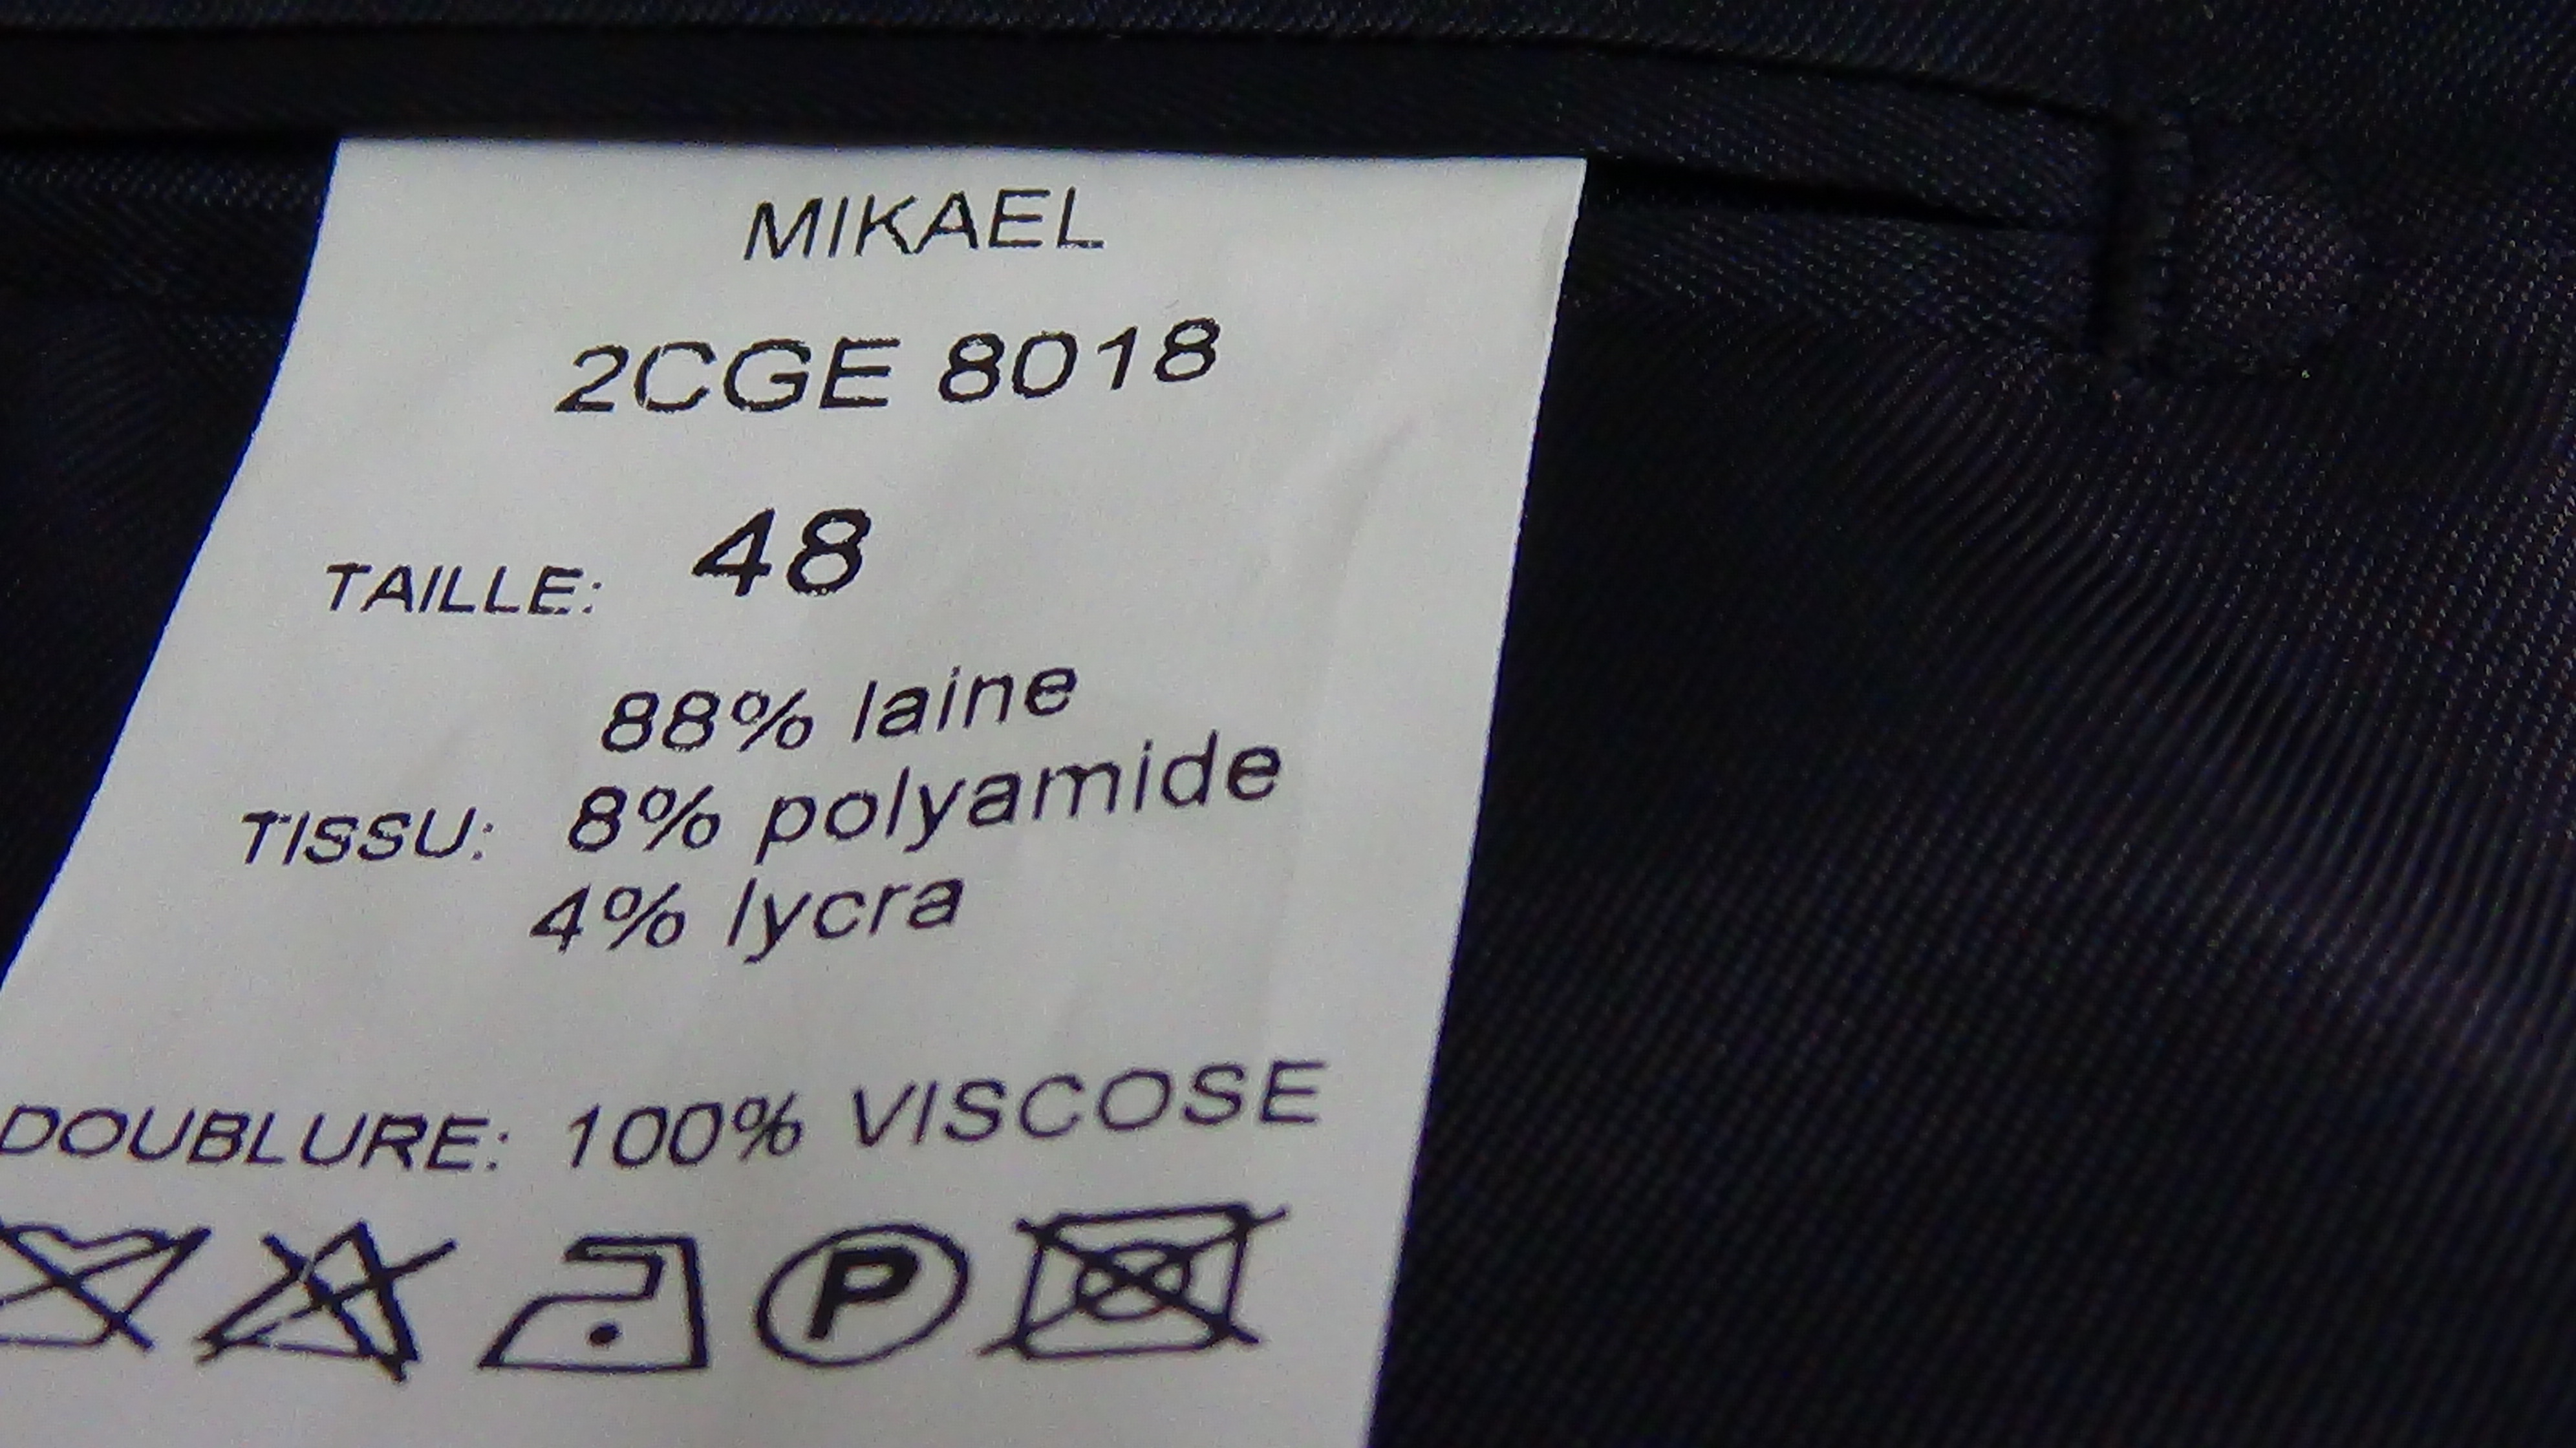 MIKAEL
2CGE 8018
TAILLE: 48
88% laine
TISSU: 8% polyamide
4% lycra
DOUBLURE: 100% VISCOSE
P